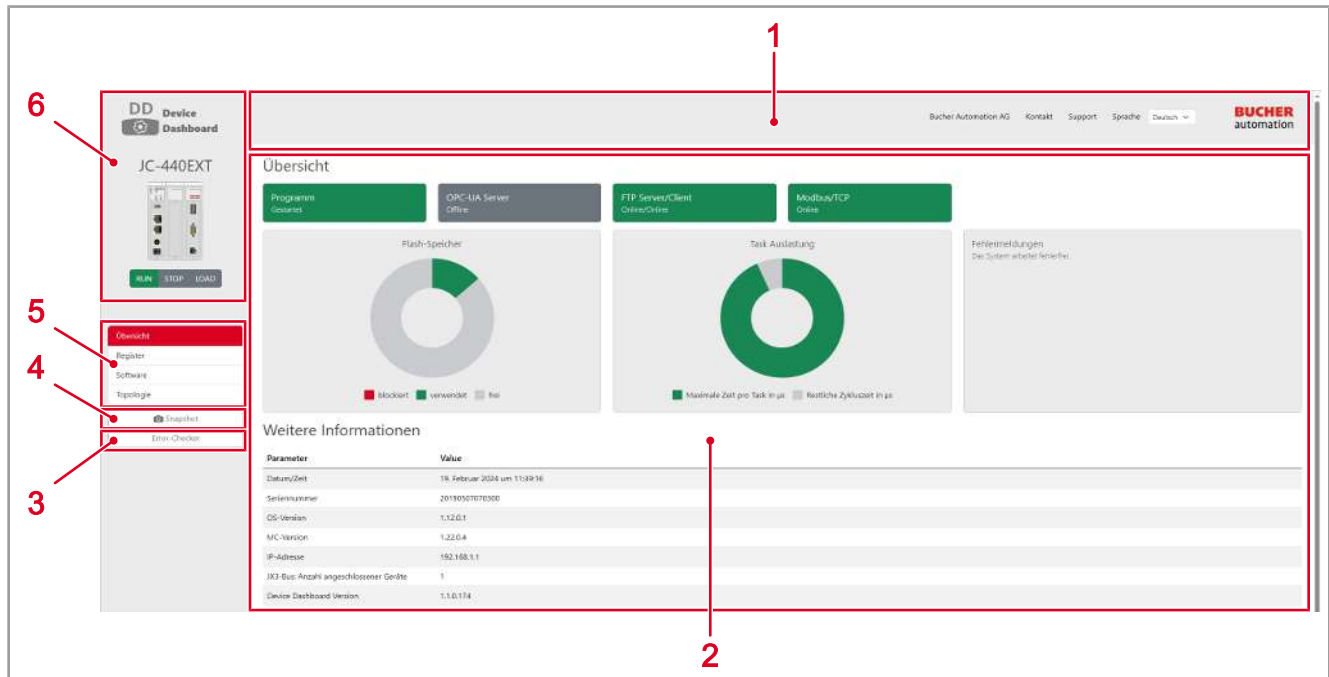 1
6
DD Device
Dashboard
Bucher Automation AG Kontakt Support Sprache Deutsch
BUCHER
automation
JC-440EXT
RUN STOP LOAD
Übersicht
Programm
Gestartet
OPC-UA Server
Offline
FTP Server/Client
Online/Online
Modbus/TCP
Online
Flash-Speicher
blockiert verwendet frei
Task Auslastung
Maximale Zeit pro Task in µs Restliche Zykluszeit in µs
Fehlermeldungen
Das System arbeitet fehlerfrei.
5
Übersicht
Register
Software
Topologie
4
Snapshot
3
Error-Checker
Weitere Informationen
Parameter Value
Datum/Zeit 19. Februar 2024 um 11:39:16
Seriennummer 20190507070300
OS-Version 1.12.0.1
MC-Version 1.22.0.4
IP-Adresse 192.168.1.1
JX3-Bus: Anzahl angeschlossener Geräte 1
Device Dashboard Version 1.1.0.174
2